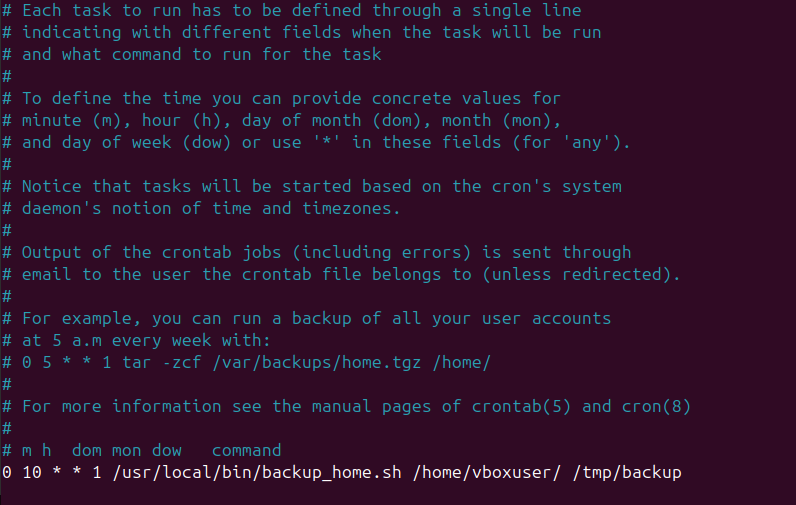 # Each task to run has to be defined through a single line
# indicating with different fields when the task will be run
# and what command to run for the task
#
# To define the time you can provide concrete values for
# minute (m), hour (h), day of month (dom), month (mon),
# and day of week (dow) or use '*' in these fields (for 'any').
#
# Notice that tasks will be started based on the cron's system
# daemon's notion of time and timezones.
#
# Output of the crontab jobs (including errors) is sent through
# email to the user the crontab file belongs to (unless redirected).
#
# For example, you can run a backup of all your user accounts
# at 5 a.m every week with:
# 0 5 * * 1 tar -zcf /var/backups/home.tgz /home/
#
# For more information see the manual pages of crontab(5) and cron(8)
#
# m h  dom mon dow   command
0 10 * * 1 /usr/local/bin/backup_home.sh /home/vboxuser/ /tmp/backup